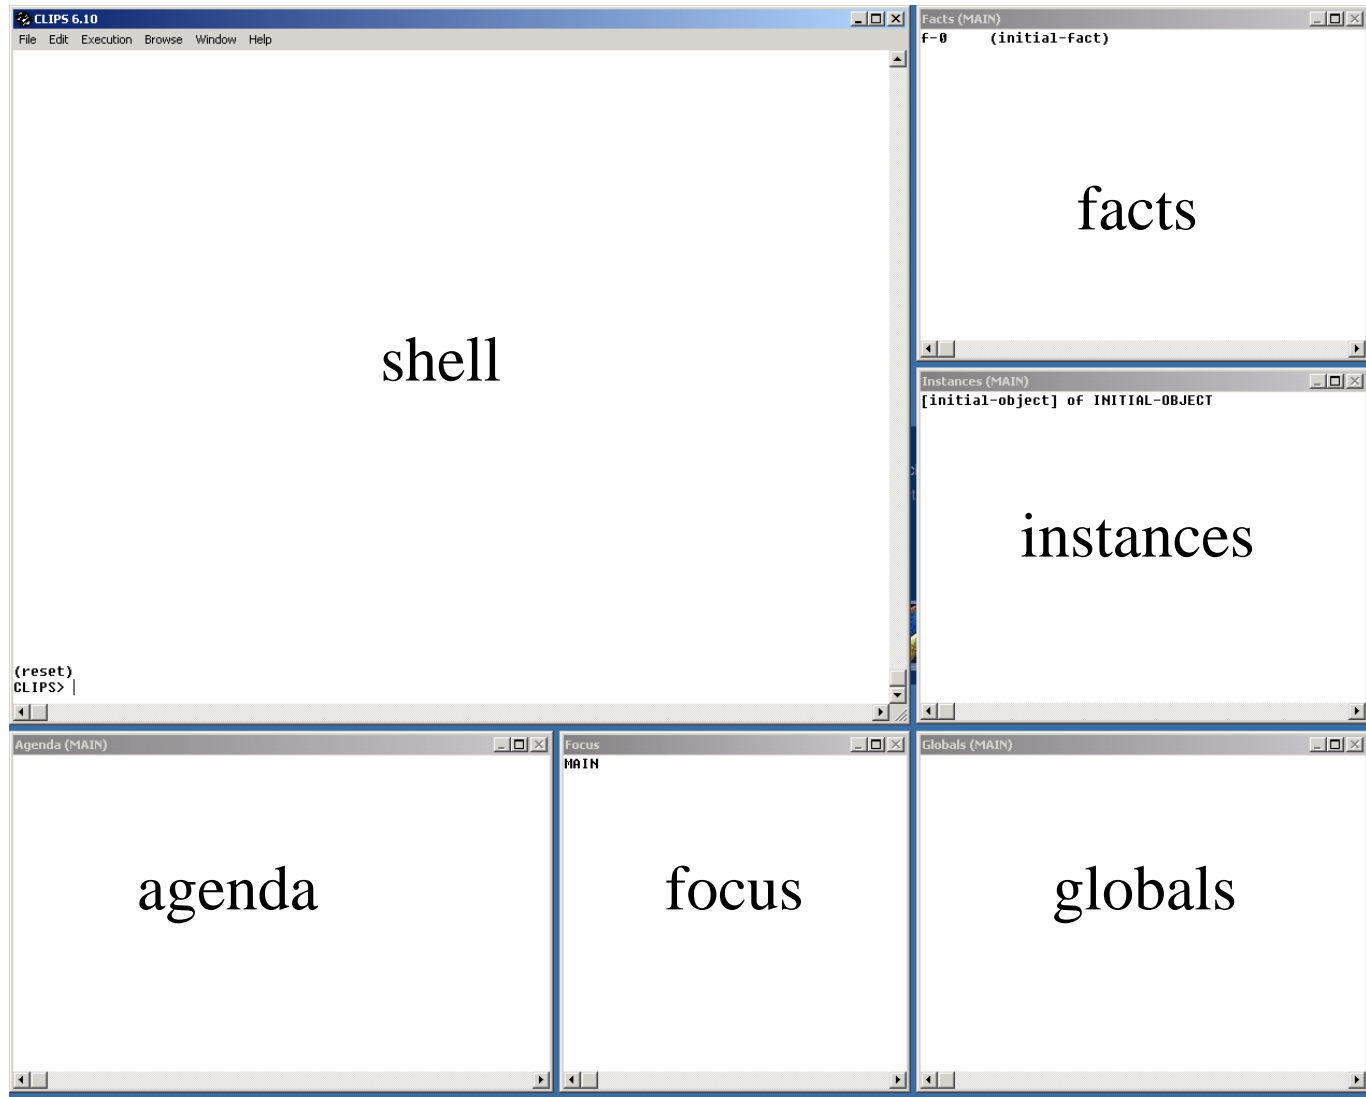 CLIPS 6.10
File Edit Execution Browse Window Help
shell
(reset)
CLIPS>
Facts (MAIN)
f-0     (initial-fact)
facts
Instances (MAIN)
[initial-object] of INITIAL-OBJECT
instances
Agenda (MAIN)
agenda
Focus
MAIN
focus
Globals (MAIN)
globals